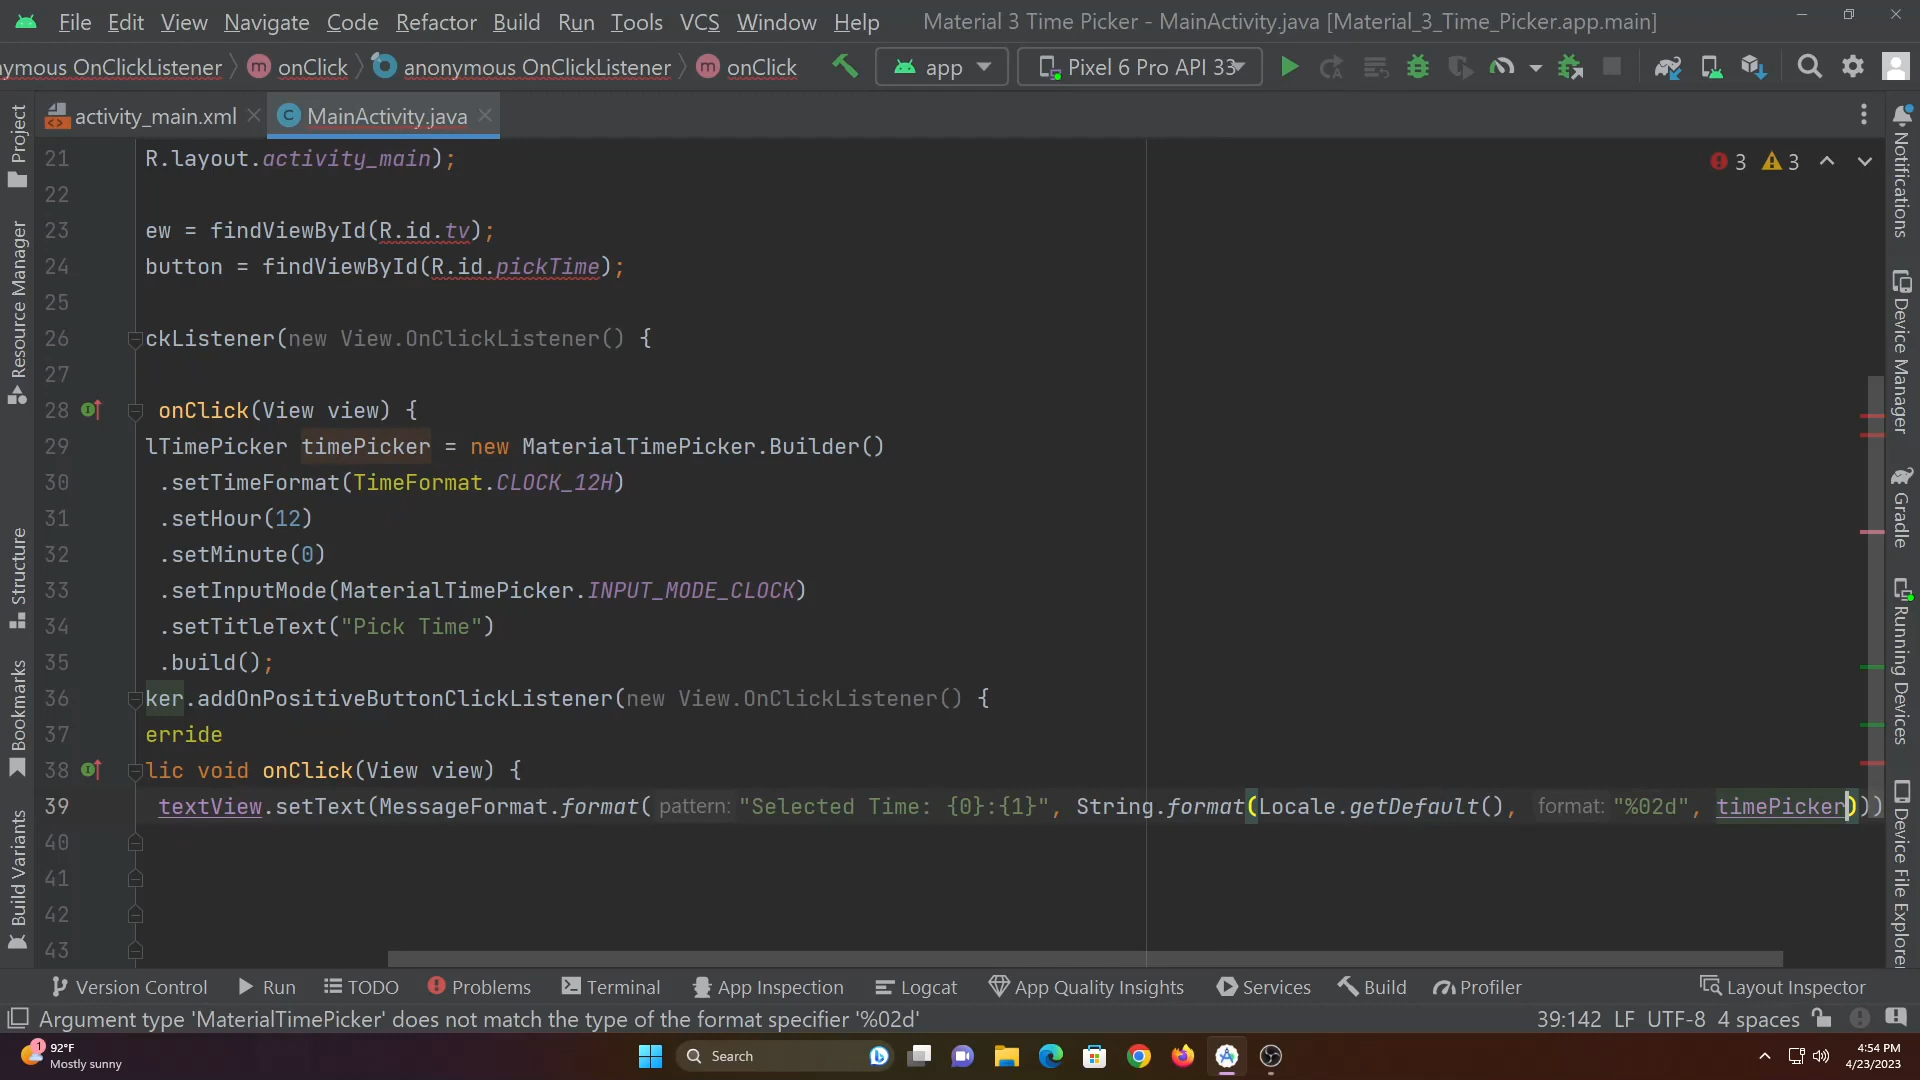 File Edit View Navigate Code Refactor Build Run Tools VCS Window Help Material 3 Time Picker - MainActivity.java [Material_3_Time_Picker.app.main]
nymous OnClickListener m onClick anonymous OnClickListener m onClick app Pixel 6 Pro API 33
activity_main.xml C MainActivity.java
Project
Resource Manager
Structure
Bookmarks
Build Variants
3 3
21 R.layout.activity_main);
22
23 ew = findViewById(R.id.tv);
24 button = findViewById(R.id.pickTime);
25
26 ckListener(new View.OnClickListener() {
27
28 onClick(View view) {
29 lTimePicker timePicker = new MaterialTimePicker.Builder()
30 .setTimeFormat(TimeFormat.CLOCK_12H)
31 .setHour(12)
32 .setMinute(0)
33 .setInputMode(MaterialTimePicker.INPUT_MODE_CLOCK)
34 .setTitleText("Pick Time")
35 .build();
36 ker.addOnPositiveButtonClickListener(new View.OnClickListener() {
37 erride
38 lic void onClick(View view) {
39 textView.setText(MessageFormat.format( pattern: "Selected Time: {0}:{1}", String.format(Locale.getDefault(), format: "%02d", timePicker)))
40
41
42
43
Notifications
Device Manager
Gradle
Running Devices
Device File Explorer
Version Control Run TODO Problems Terminal App Inspection Logcat App Quality Insights Services Build Profiler Layout Inspector
Argument type 'MaterialTimePicker' does not match the type of the format specifier '%02d' 39:142 LF UTF-8 4 spaces
1 92°F
Mostly sunny
Search
4:54 PM
4/23/2023